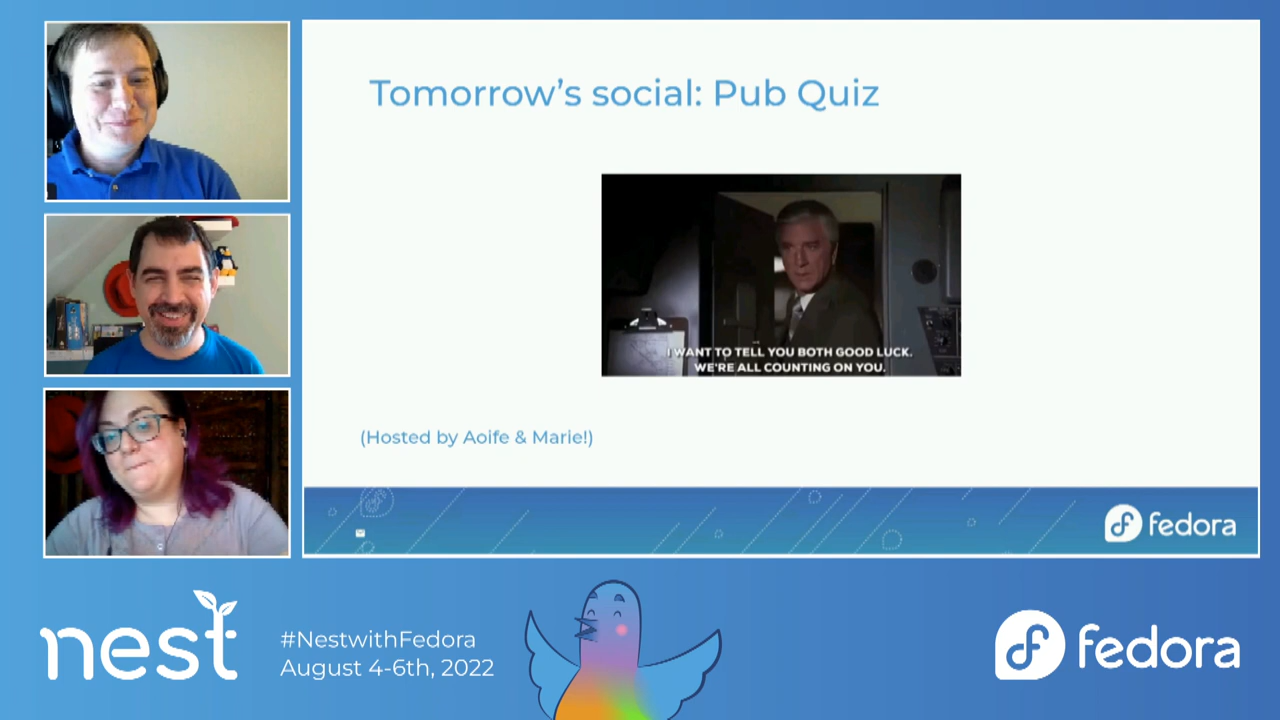 Tomorrow's social: Pub Quiz
I WANT TO TELL YOU BOTH GOOD LUCK.
WE'RE ALL COUNTING ON YOU.
(Hosted by Aoife & Marie!)
fedora
nest
#NestwithFedora
August 4-6th, 2022
fedora